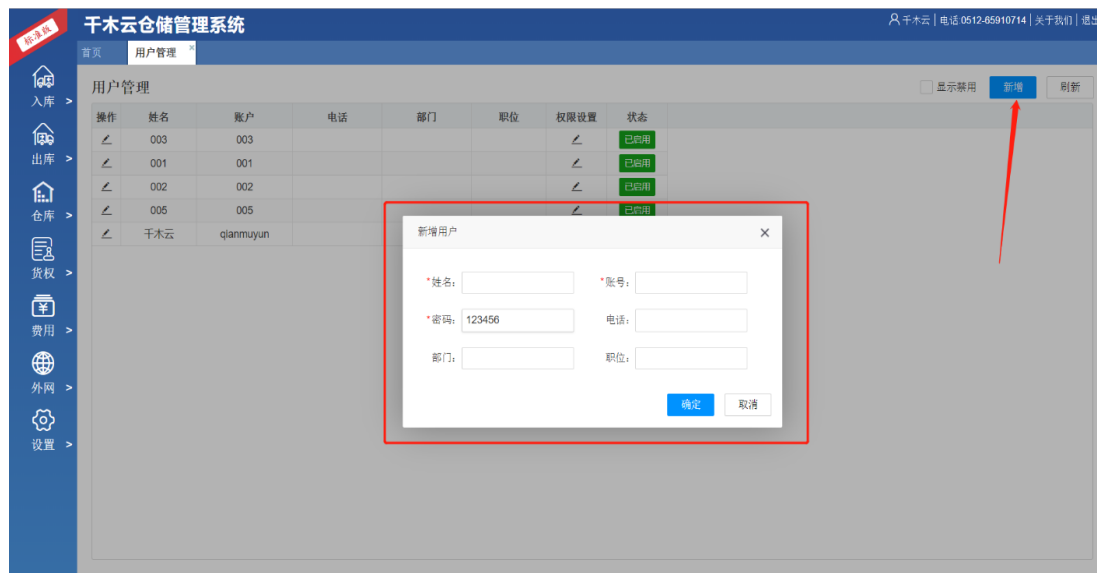 标准版
千木云仓储管理系统
千木云 | 电话 0512-65910714 | 关于我们 | 退出
首页 用户管理 ×
用户管理
显示禁用 新增 刷新
操作 姓名 账户 电话 部门 职位 权限设置 状态
003 003 已启用
001 001 已启用
002 002 已启用
005 005 已启用
千木云 qianmuyun
入库 >
出库 >
仓库 >
货权 >
费用 >
外网 >
设置 >
新增用户 ×
*姓名: *账号:
*密码: 123456 电话:
部门: 职位:
确定 取消